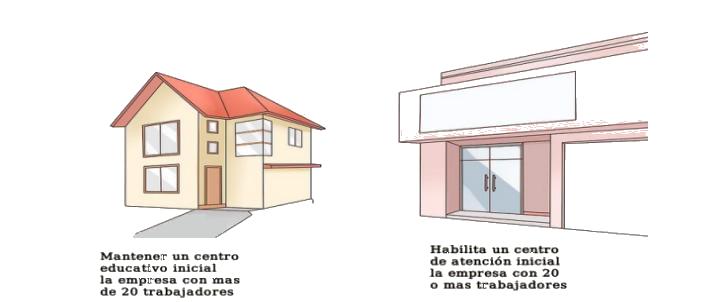 Mantener un centro
educativo inicial
la empresa con mas
de 20 trabajadores
Habilita un centro
de atención inicial
la empresa con 20
o mas trabajadores